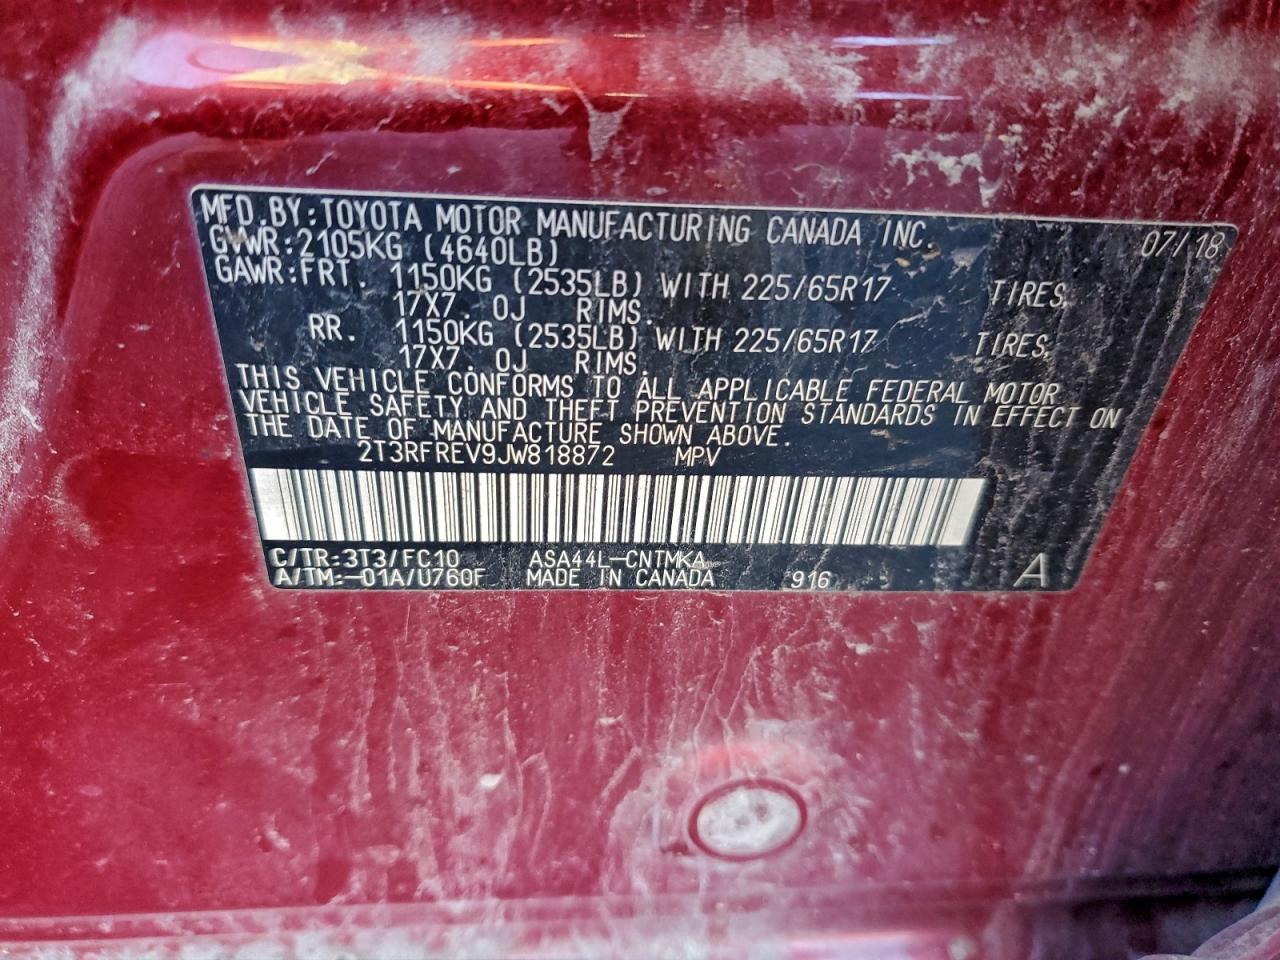 MFD.BY:TOYOTA MOTOR MANUFACTURING CANADA INC. 07/18
GVWR:2105KG (4640LB)
GAWR:FRT. 1150KG (2535LB) WITH 225/65R17 TIRES,
17X7.0J RIMS.
RR. 1150KG (2535LB) WITH 225/65R17 TIRES,
17X7.0J RIMS.
THIS VEHICLE CONFORMS TO ALL APPLICABLE FEDERAL MOTOR
VEHICLE SAFETY AND THEFT PREVENTION STANDARDS IN EFFECT ON
THE DATE OF MANUFACTURE SHOWN ABOVE.
2T3RFREV9JW818872 MPV
C/TR:3T3/FC10 ASA44L-CNTMKA
A/TM:-01A/U760F MADE IN CANADA 916 A